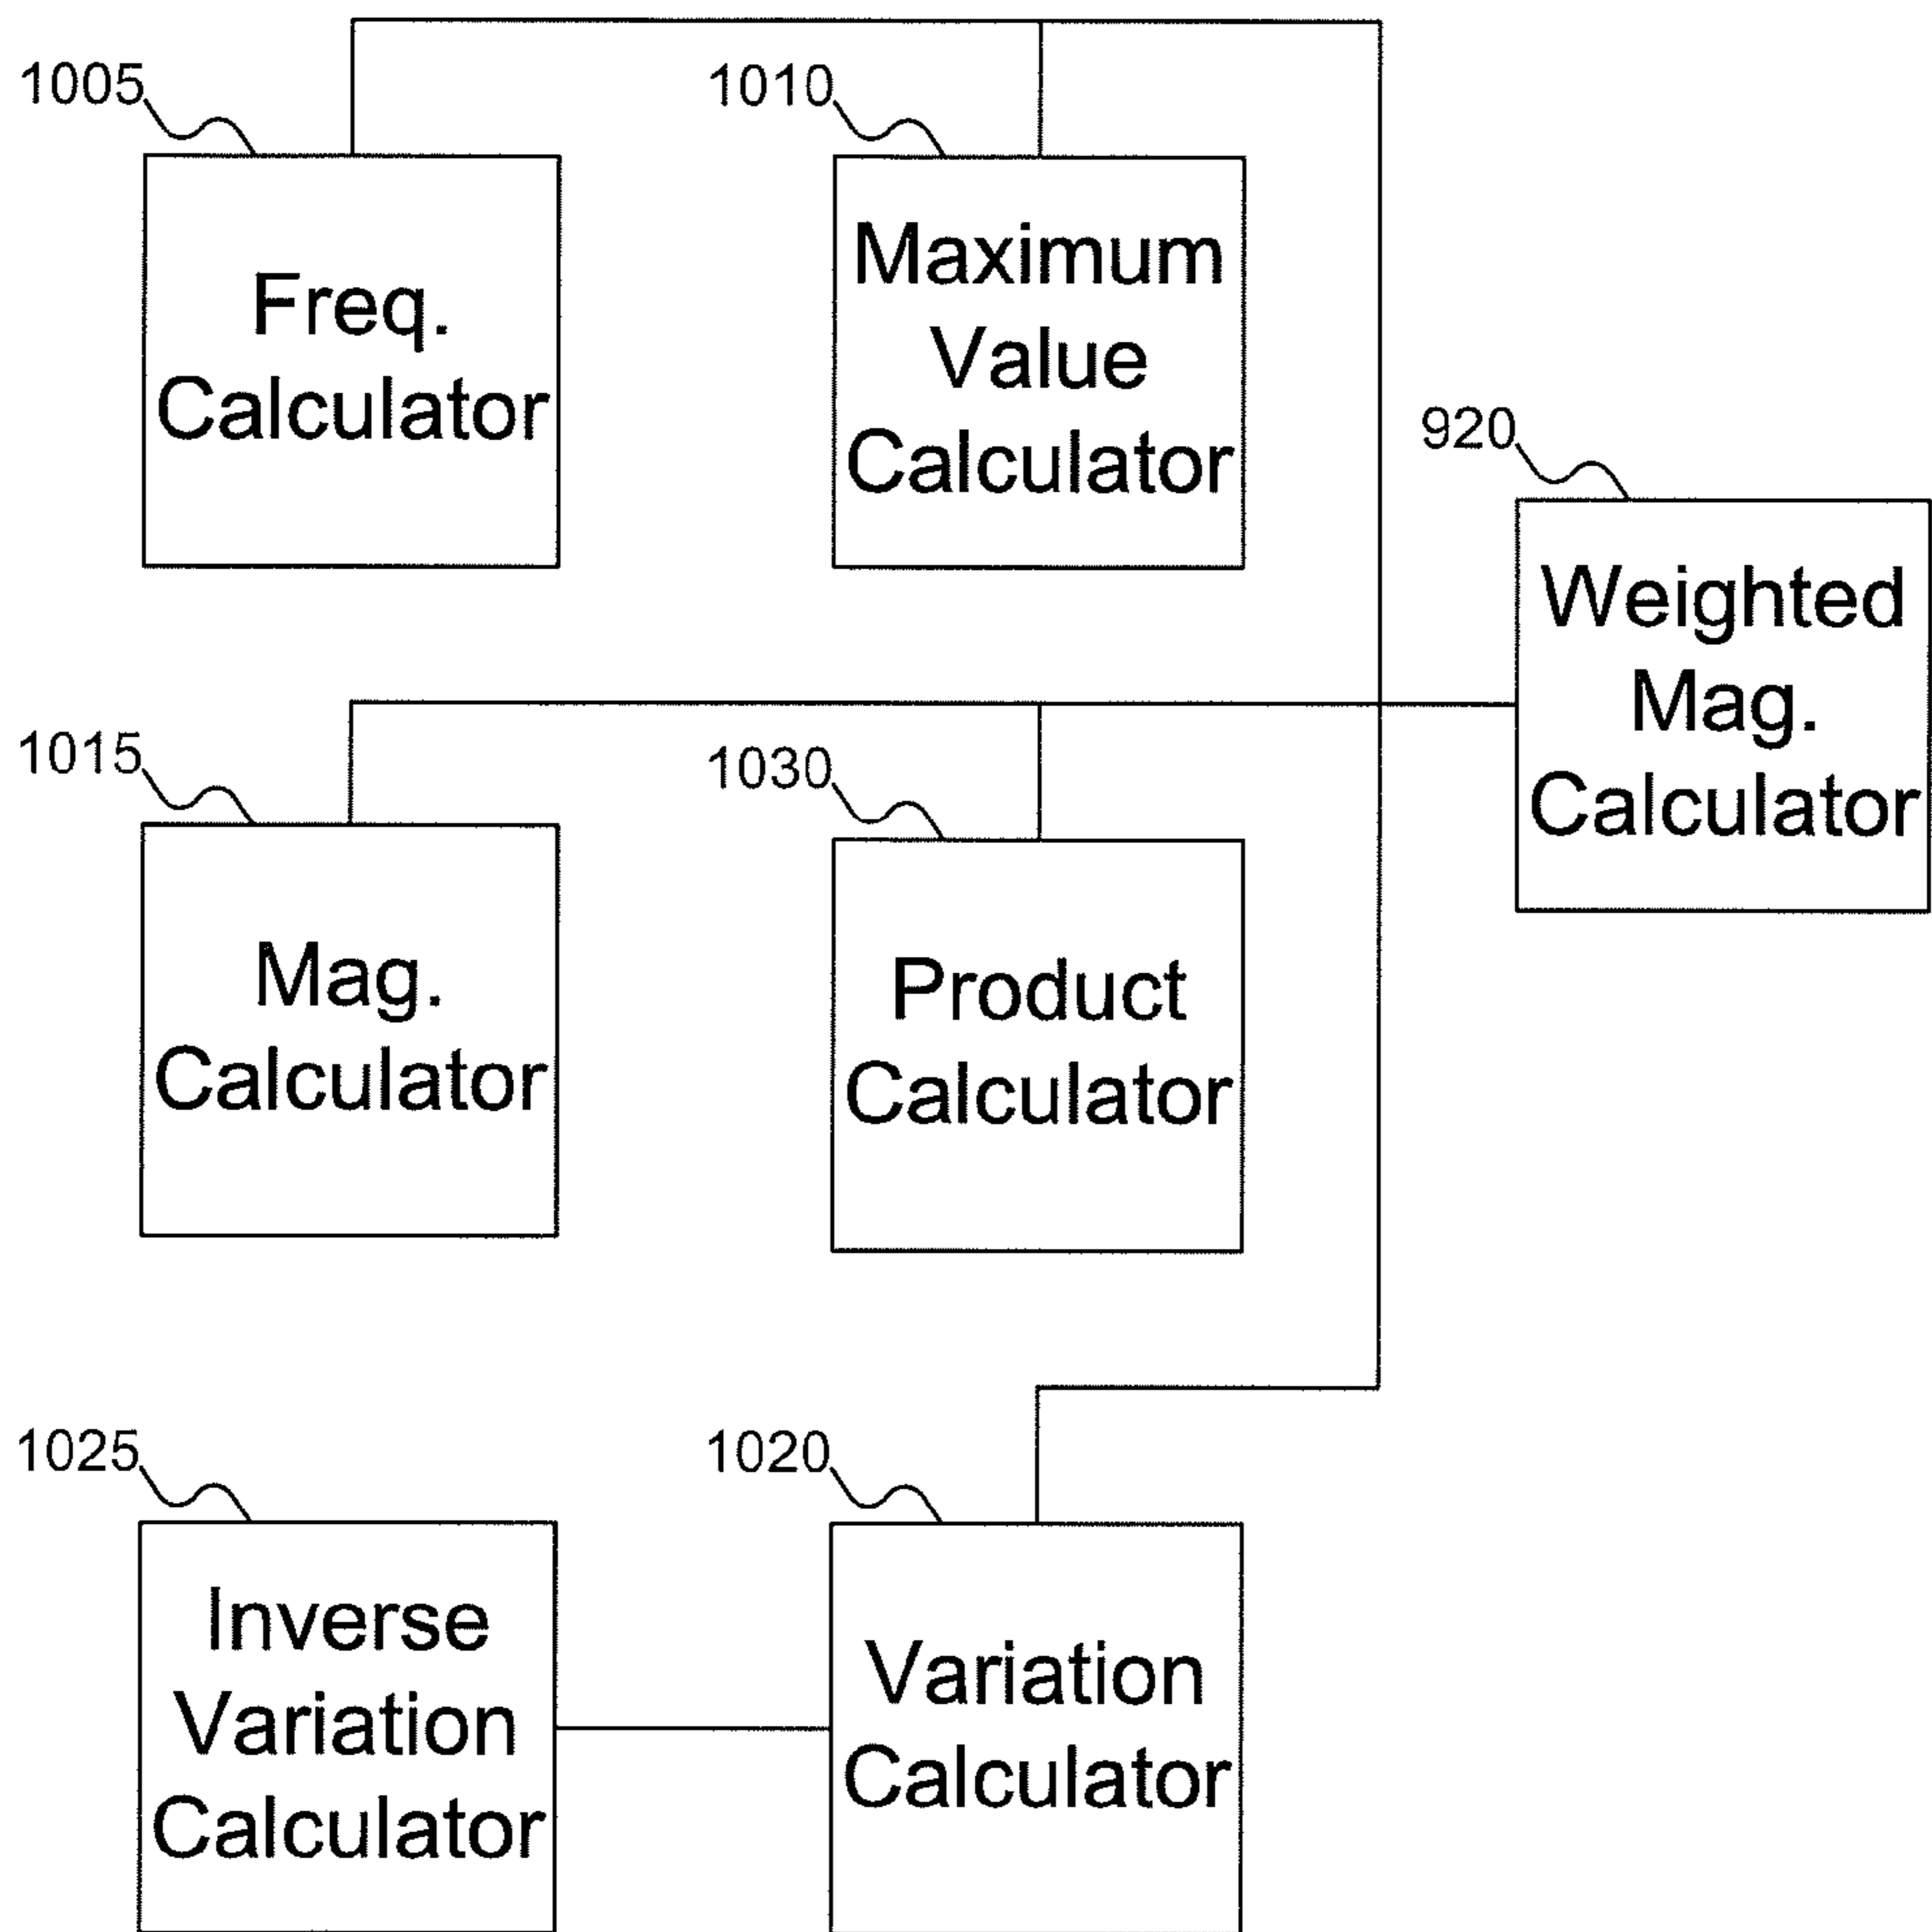 1005
Freq.
Calculator
1010
Maximum
Value
Calculator
920
Weighted
Mag.
Calculator
1015
Mag.
Calculator
1030
Product
Calculator
1025
Inverse
Variation
Calculator
1020
Variation
Calculator